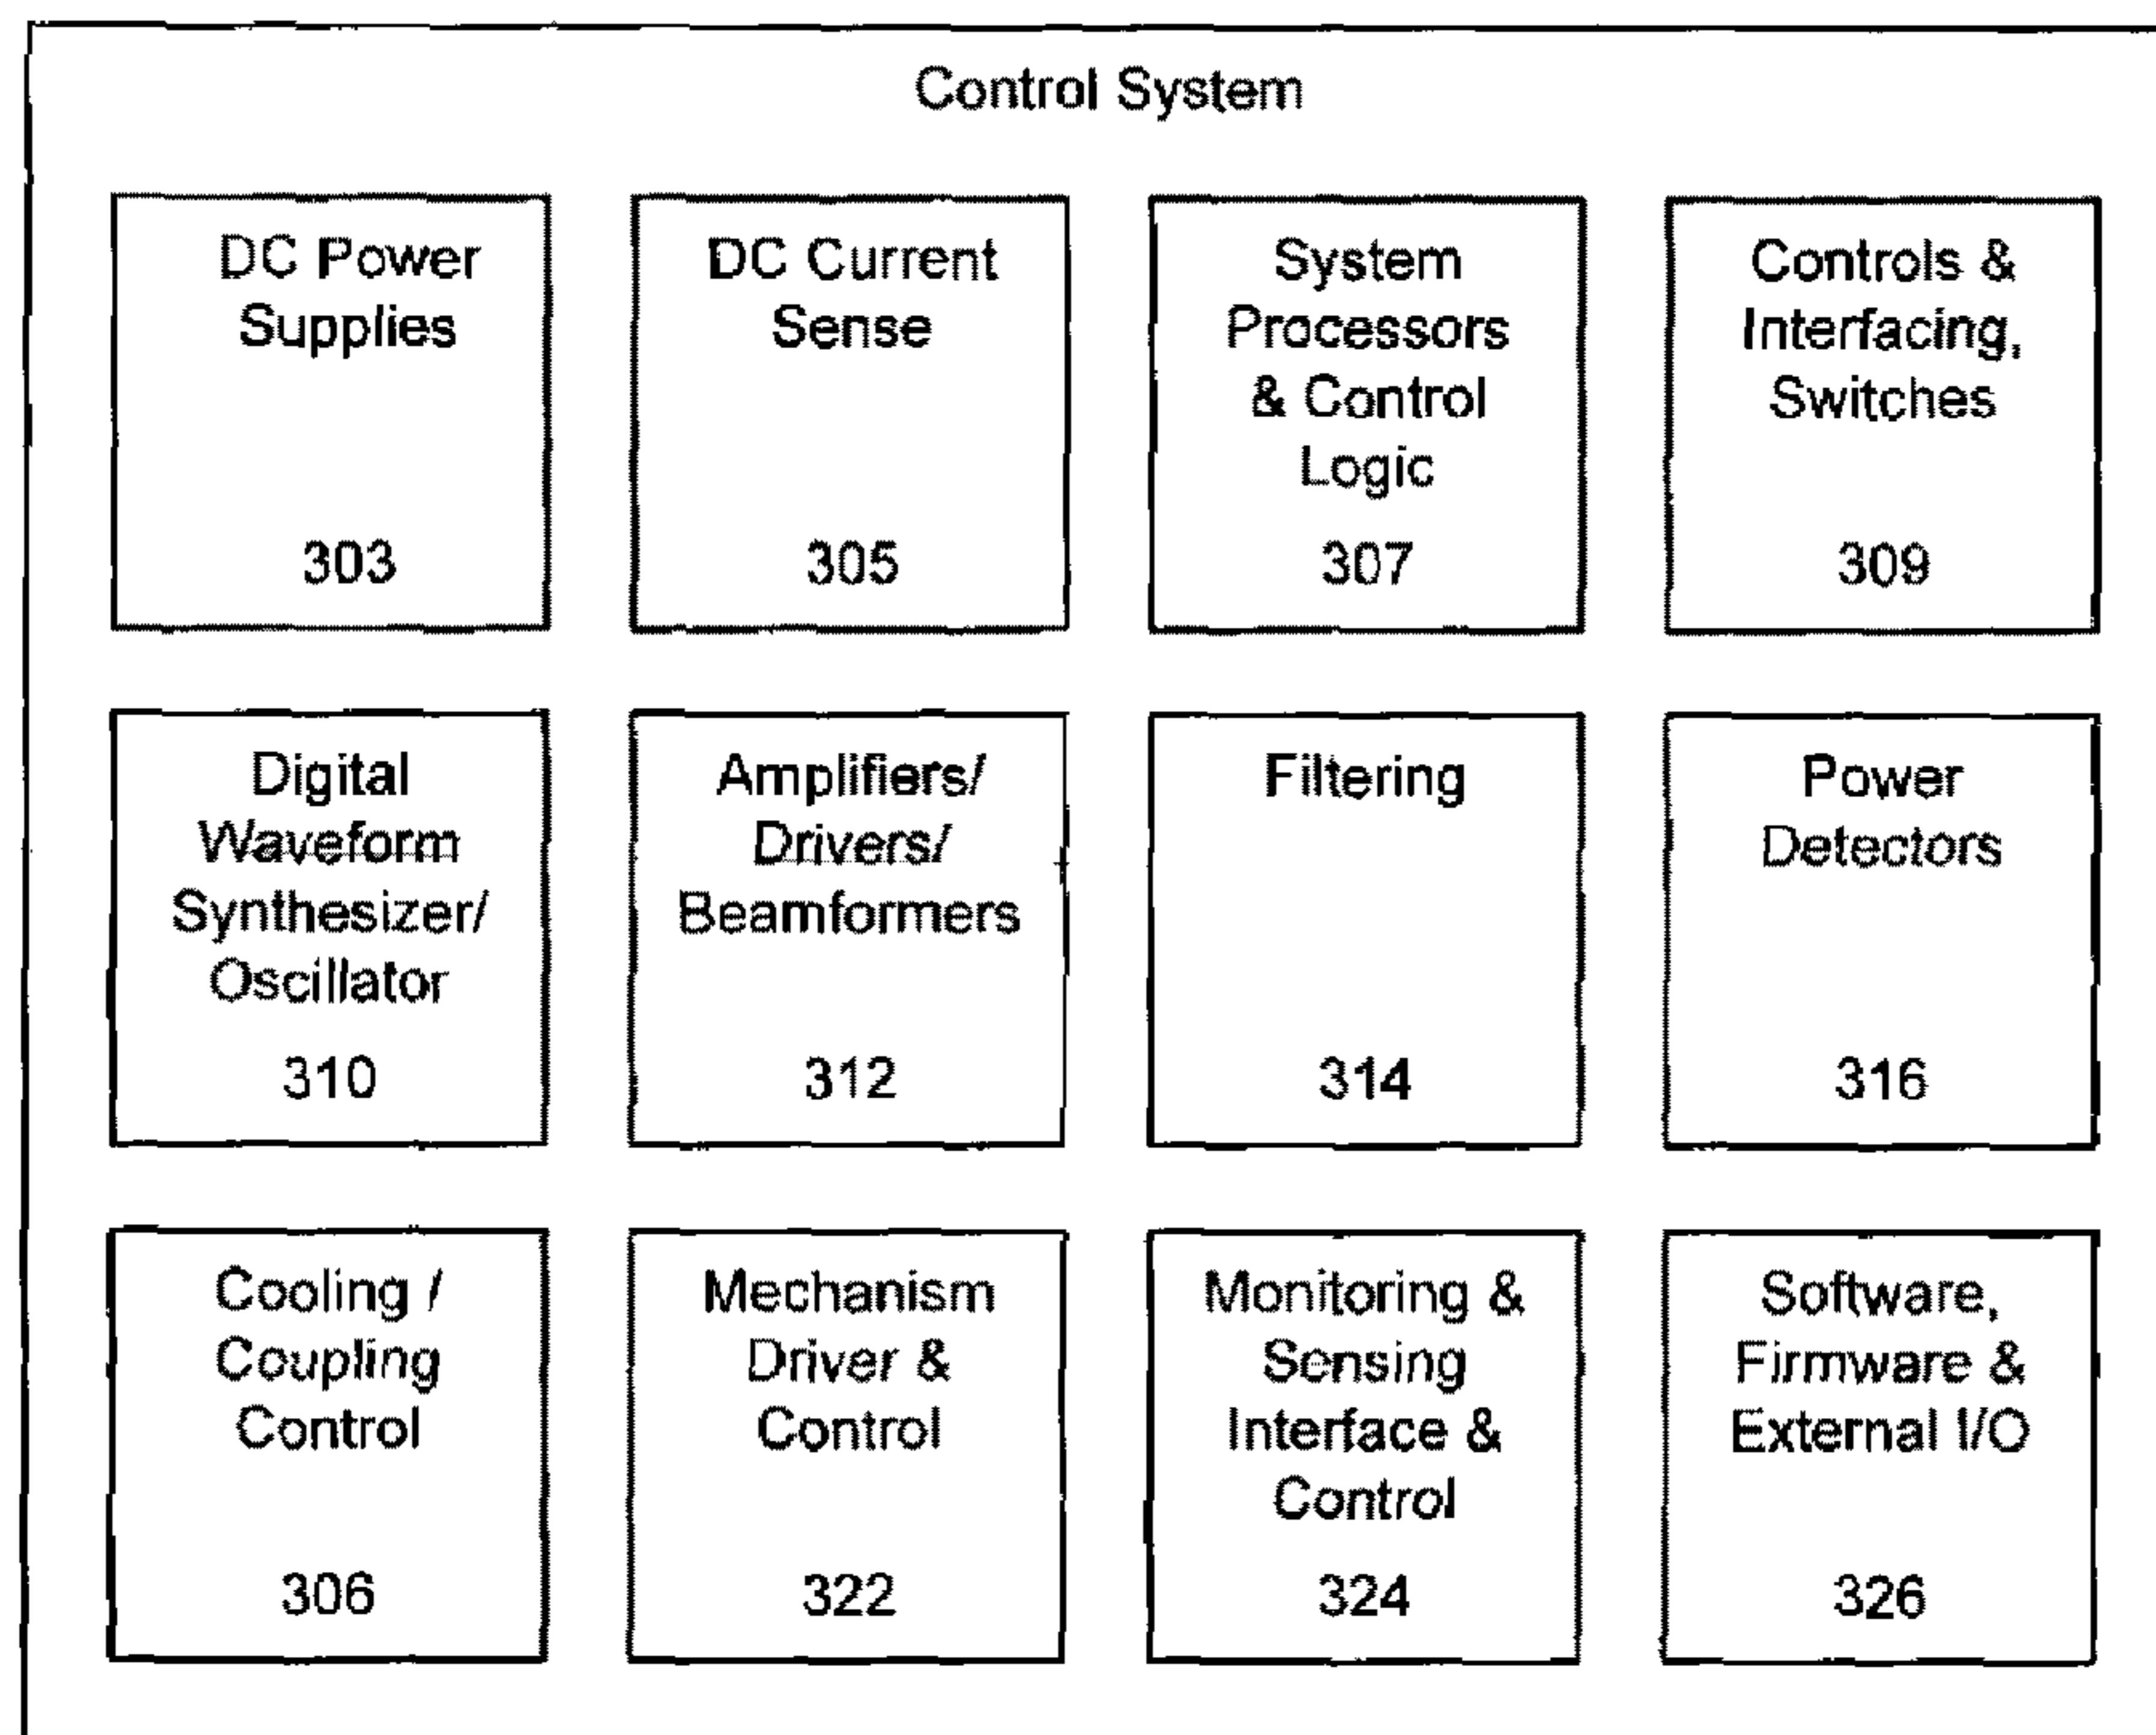 Control System
DC Power
Supplies
303
DC Current
Sense
305
System
Processors
& Control
Logic
307
Controls &
Interfacing,
Switches
309
Digital
Waveform
Synthesizer/
Oscillator
310
Amplifiers/
Drivers/
Beamformers
312
Filtering
314
Power
Detectors
316
Cooling /
Coupling
Control
306
Mechanism
Driver &
Control
322
Monitoring &
Sensing
Interface &
Control
324
Software,
Firmware &
External I/O
326